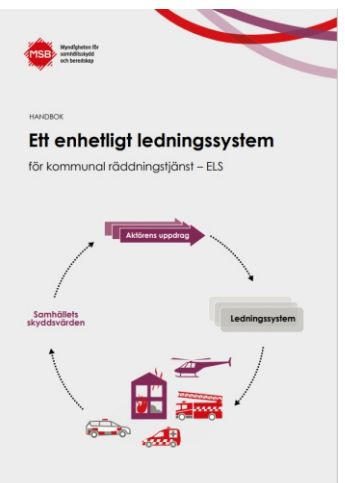 MSB
Myndigheten för
samhällsskydd
och beredskap
HANDBOK
Ett enhetligt ledningssystem
för kommunal räddningstjänst – ELS
Aktörens uppdrag
Samhällets
skyddsvärden
Ledningssystem